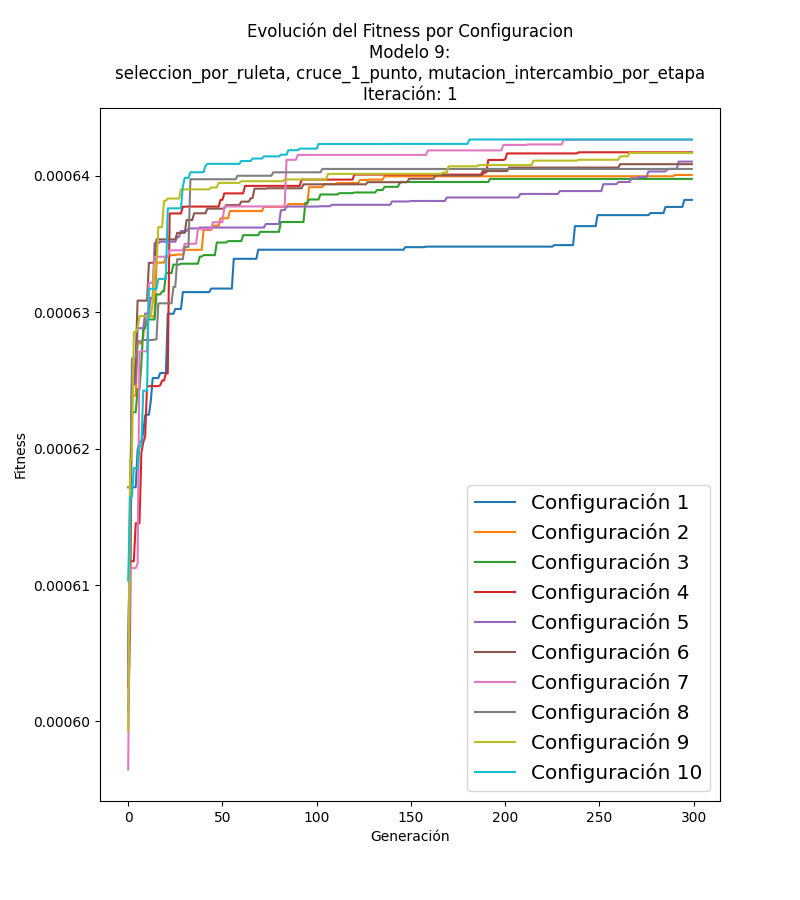 Evolución del Fitness por Configuracion
Modelo 9:
seleccion_por_ruleta, cruce_1_punto, mutacion_intercambio_por_etapa
Iteración: 1
Fitness
0.00064
0.00063
0.00062
0.00061
0.00060
Configuración 1
Configuración 2
Configuración 3
Configuración 4
Configuración 5
Configuración 6
Configuración 7
Configuración 8
Configuración 9
Configuración 10
0 50 100 150 200 250 300
Generación